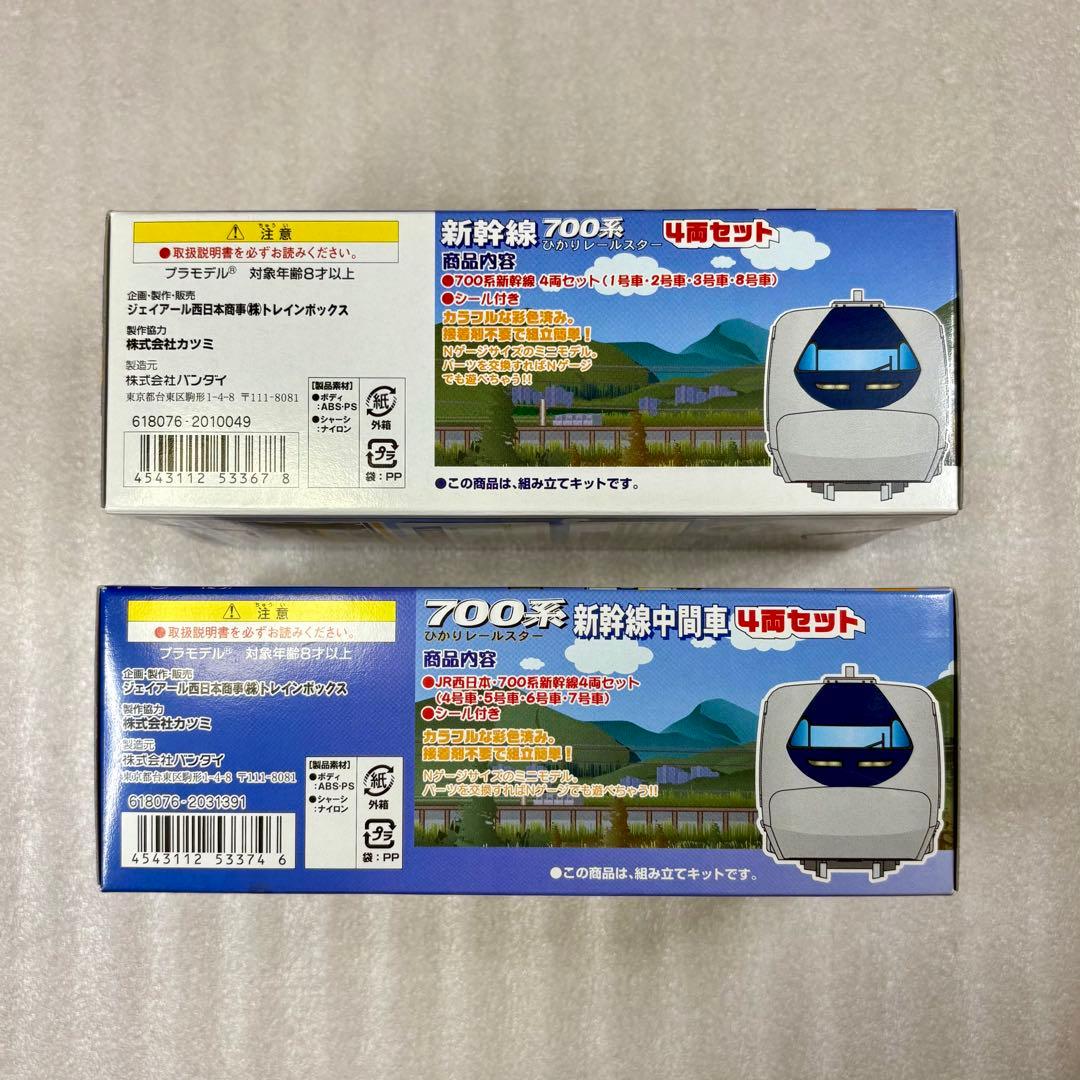 ちゅうい
⚠ 注意
●取扱説明書を必ずお読みください。
プラモデル® 対象年齢8才以上
企画・製作・販売
ジェイアール西日本商事㈱トレインボックス
製作協力
株式会社カツミ
製造元
株式会社バンダイ
東京都台東区駒形1-4-8 〒111-8081
618076-2010049
4543112 53367 8
【製品素材】
●ボディ
:ABS・PS
●シャーシ
:ナイロン
紙
外箱
プラ
袋:PP
新幹線 700系 4両セット
ひかりレールスター
商品内容
●700系新幹線 4両セット(1号車・2号車・3号車・8号車)
●シール付き
カラフルな彩色済み。
接着剤不要で組立簡単!
Nゲージサイズのミニモデル。
パーツを交換すればNゲージ
でも遊べちゃう!!
●この商品は、組み立てキットです。
ちゅうい
⚠ 注意
●取扱説明書を必ずお読みください。
プラモデル® 対象年齢8才以上
企画・製作・販売
ジェイアール西日本商事㈱トレインボックス
製作協力
株式会社カツミ
製造元
株式会社バンダイ
東京都台東区駒形1-4-8 〒111-8081
618076-2031391
4543112 53374 6
【製品素材】
●ボディ
:ABS・PS
●シャーシ
:ナイロン
紙
外箱
プラ
袋:PP
700系 新幹線中間車 4両セット
ひかりレールスター
商品内容
●JR西日本・700系新幹線4両セット
(4号車・5号車・6号車・7号車)
●シール付き
カラフルな彩色済み。
接着剤不要で組立簡単!
Nゲージサイズのミニモデル。
パーツを交換すればNゲージでも遊べちゃう!!
●この商品は、組み立てキットです。